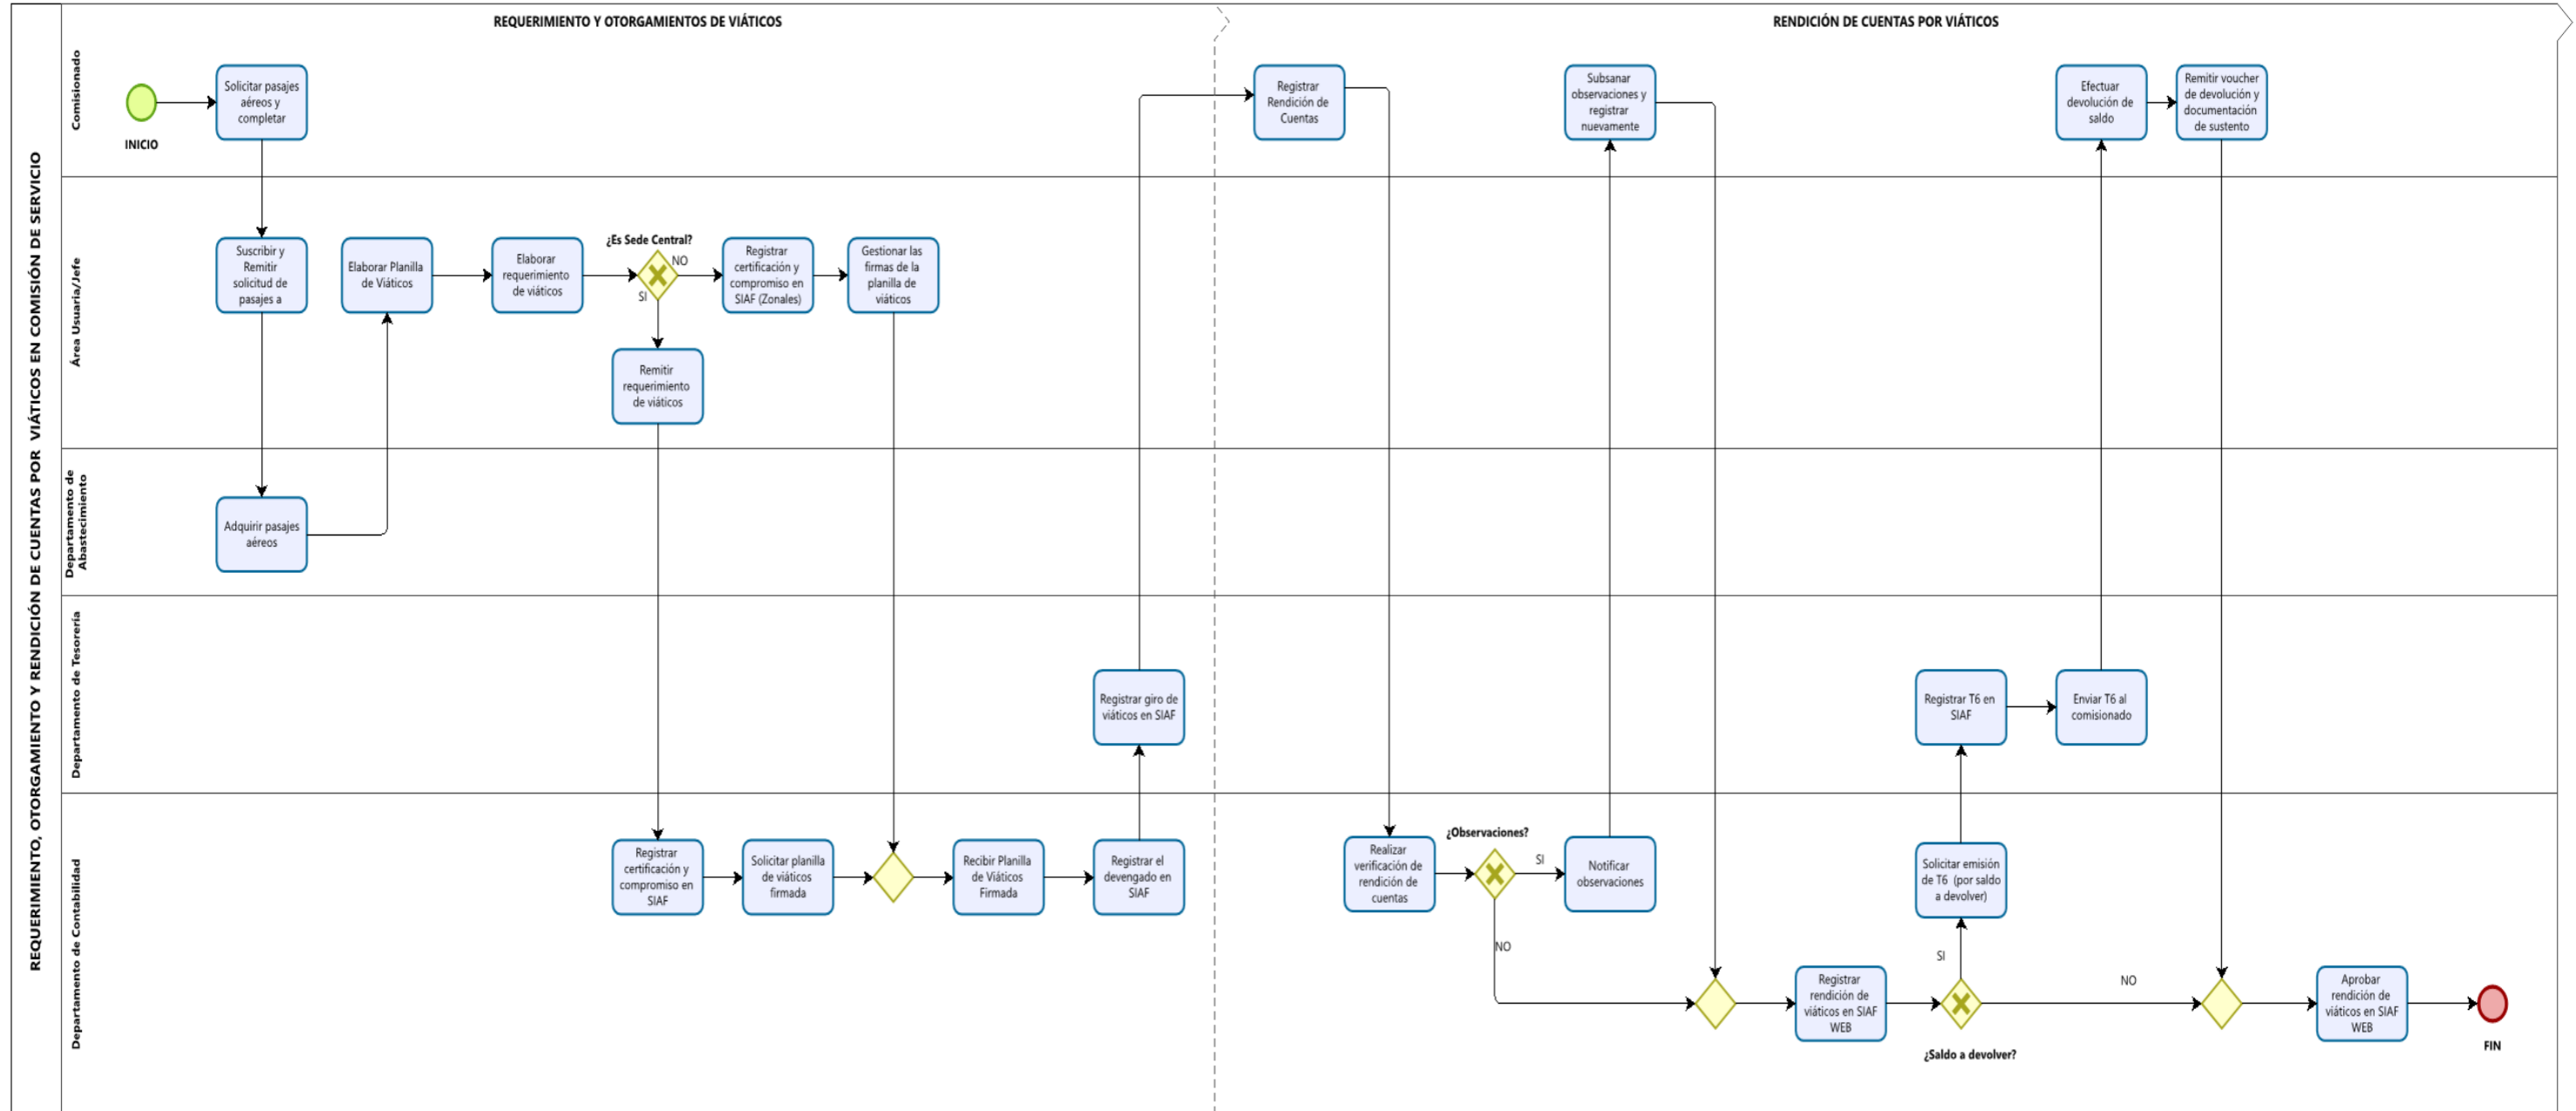 REQUERIMIENTO, OTORGAMIENTO Y RENDICIÓN DE CUENTAS POR VIÁTICOS EN COMISIÓN DE SERVICIO
REQUERIMIENTO Y OTORGAMIENTOS DE VIÁTICOS
RENDICIÓN DE CUENTAS POR VIÁTICOS
Comisionado
INICIO
Solicitar pasajes
aéreos y
completar
Registrar
Rendición de
Cuentas
Subsanar
observaciones y
registrar
nuevamente
Efectuar
devolución de
saldo
Remitir voucher
de devolución y
documentación
de sustento
Área Usuaria/Jefe
Suscribir y
Remitir
solicitud de
pasajes a
Elaborar Planilla
de Viáticos
Elaborar
requerimiento
de viáticos
¿Es Sede Central?
NO
SI
Registrar
certificación y
compromiso en
SIAF (Zonales)
Gestionar las
firmas de la
planilla de
viáticos
Remitir
requerimiento
de viáticos
Departamento de
Abastecimiento
Adquirir pasajes
aéreos
Departamento de Tesorería
Registrar giro de
viáticos en SIAF
Registrar T6 en
SIAF
Enviar T6 al
comisionado
Departamento de Contabilidad
Registrar
certificación y
compromiso en
SIAF
Solicitar planilla
de viáticos
firmada
Recibir Planilla
de Viáticos
Firmada
Registrar el
devengado en
SIAF
Realizar
verificación de
rendición de
cuentas
¿Observaciones?
SI
NO
Notificar
observaciones
Registrar
rendición de
viáticos en SIAF
WEB
Solicitar emisión
de T6 (por saldo
a devolver)
SI
¿Saldo a devolver?
NO
Aprobar
rendición de
viáticos en SIAF
WEB
FIN